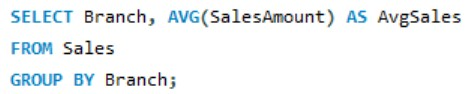 SELECT Branch, AVG(SalesAmount) AS AvgSales
FROM Sales
GROUP BY Branch;